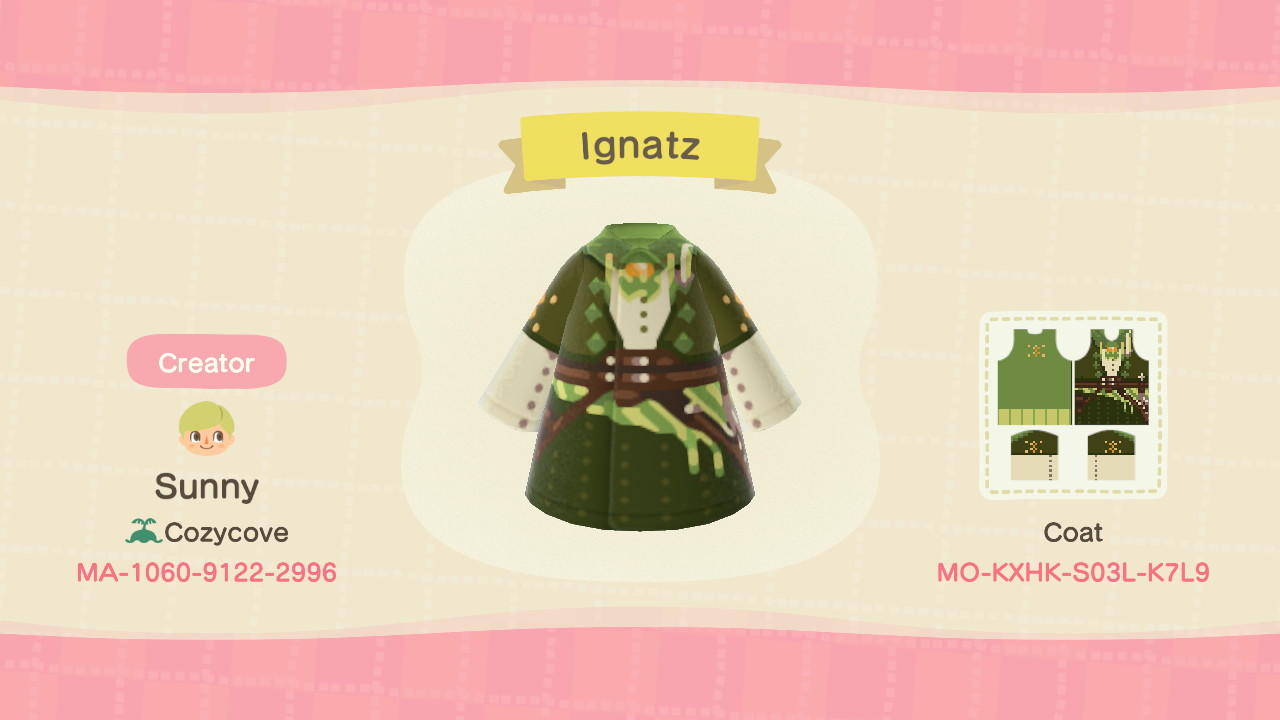 Ignatz
Creator
Sunny
Cozycove
MA-1060-9122-2996
Coat
MO-KXHK-S03L-K7L9